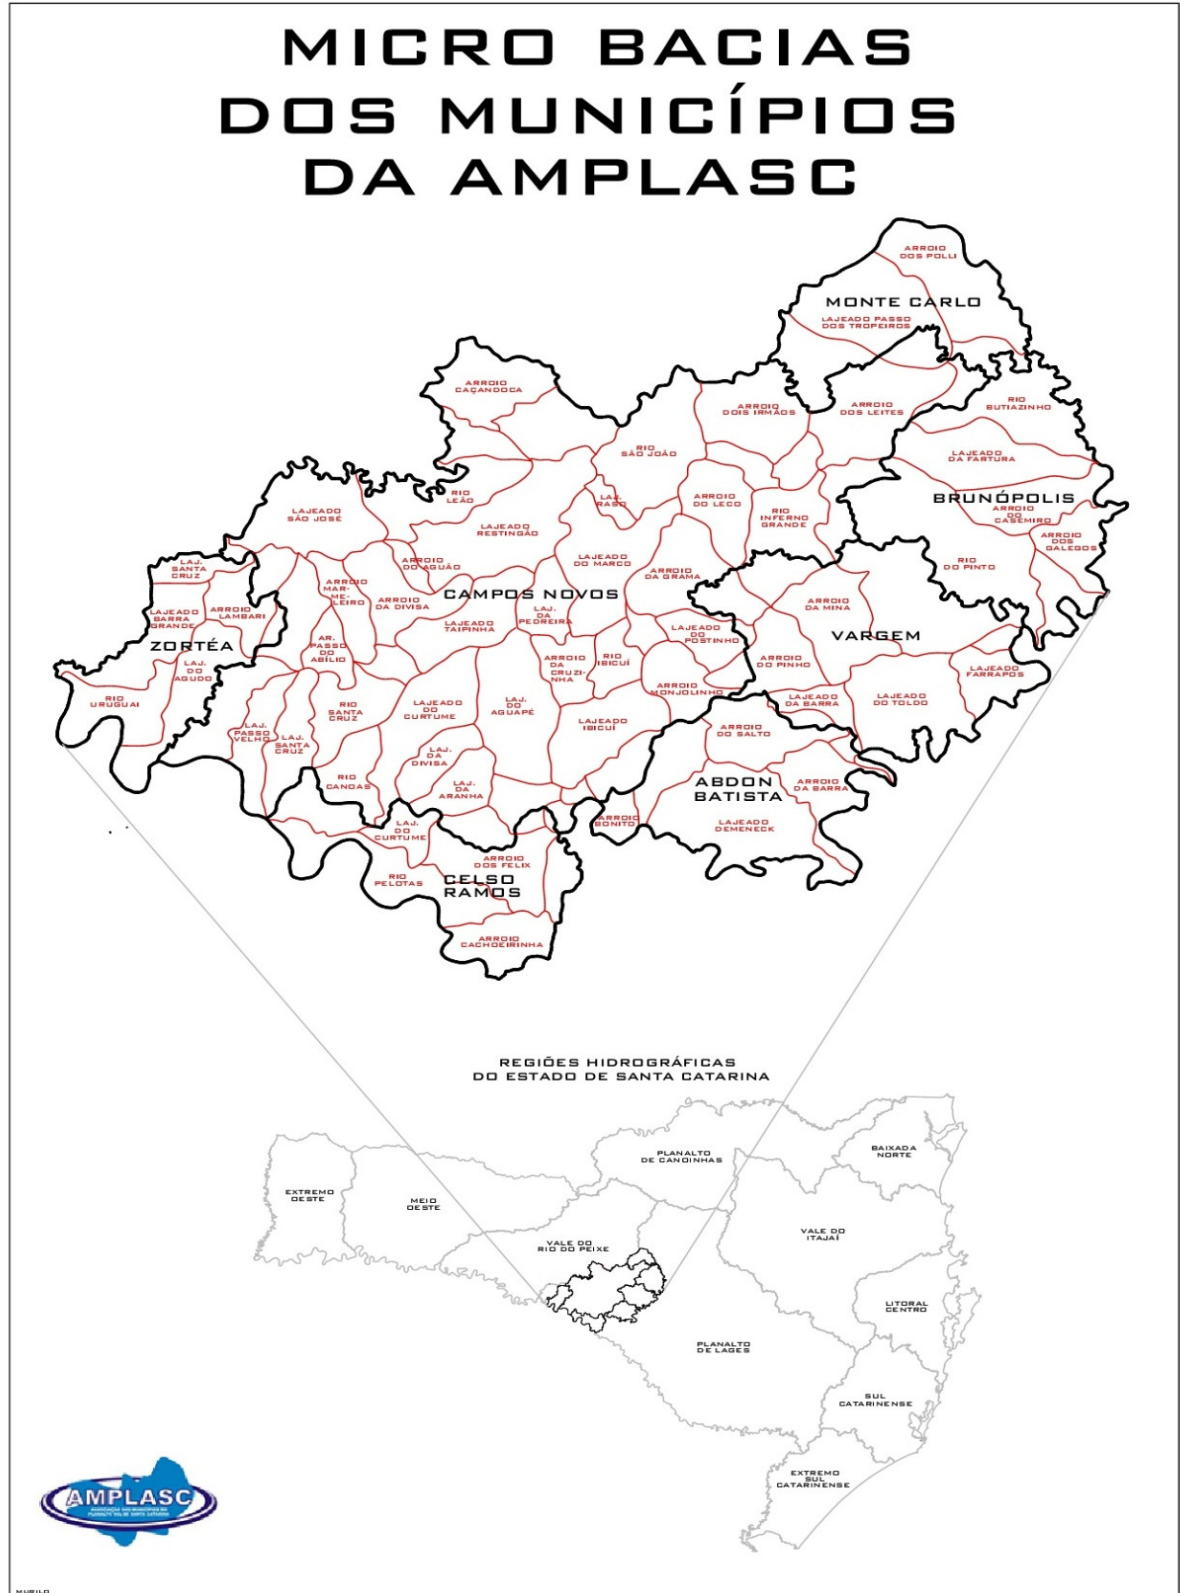 MICRO BACIAS
DOS MUNICÍPIOS
DA AMPLASC
ARROIO
DOS POLLI
MONTE CARLO
LAJEADO PASSO
DOS TROPEIROS
ARROIO
CAÇANDOCA
ARROIO
DOIS IRMÃOS
ARROIO
DOS LEITES
RIO
BUTIAZINHO
RIO
SÃO JOÃO
LAJEADO
DA FARTURA
RIO
LEÃO
LAJ.
RASO
ARROIO
DO LECO
BRUNÓPOLIS
ARROIO
DO
CASEMIRO
LAJEADO
SÃO JOSÉ
LAJEADO
RESTINGÃO
RIO
INFERNO
GRANDE
ARROIO
DOS
GALEGOS
LAJ.
SANTA
CRUZ
ARROIO
DO AGUÃO
LAJEADO
DO MARCO
ARROIO
DA GRAMA
RIO
DO PINTO
ARROIO
MAR-
ME-
LEIRO
ARROIO
DA DIVISA
CAMPOS NOVOS
LAJEADO
BARRA
GRANDE
ARROIO
LAMBARI
LAJ.
DA
PEDREIRA
ARROIO
DA MINA
LAJEADO
TAIPINHA
LAJEADO
DO
POSTINHO
VARGEM
ZORTÉA
AR.
PASSO
DO
ABÍLIO
ARROIO
DA
CRUZI-
NHA
RIO
IBICUÍ
ARROIO
DO PINHO
LAJ.
DO
AGUDO
LAJEADO
FARRAPOS
ARROIO
MONJOLINHO
RIO
URUGUAI
RIO
SANTA
CRUZ
LAJEADO
DO
CURTUME
LAJ.
DO
AGUAPÉ
LAJEADO
DA BARRA
LAJEADO
DO TOLDO
LAJ.
PASSO
VELHO
LAJ.
SANTA
CRUZ
LAJEADO
IBICUÍ
ARROIO
DO SALTO
LAJ.
DA
DIVISA
RIO
CANOAS
LAJ.
DA
ARANHA
ABDON
BATISTA
ARROIO
DA BARRA
ARROIO
BONITO
LAJEADO
DEMENECK
LAJ.
DO
CURTUME
ARROIO
DOS FELIX
RIO
PELOTAS
CELSO
RAMOS
ARROIO
CACHOEIRINHA
REGIÕES HIDROGRÁFICAS
DO ESTADO DE SANTA CATARINA
PLANALTO
DE CANOINHAS
BAIXADA
NORTE
EXTREMO
OESTE
MEIO
OESTE
VALE DO
RIO DO PEIXE
VALE DO
ITAJAÍ
LITORAL
CENTRO
PLANALTO
DE LAGES
SUL
CATARINENSE
EXTREMO
SUL
CATARINENSE
AMPLASC